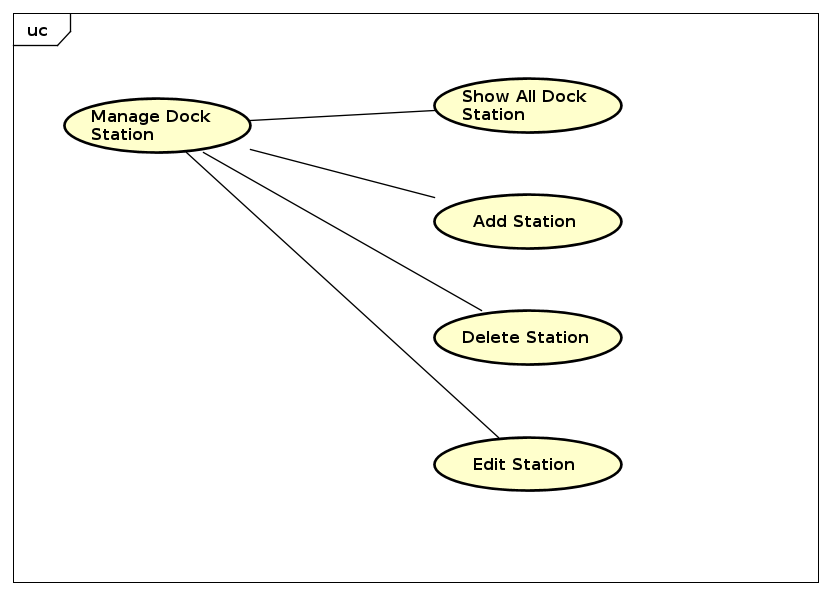 uc
Manage Dock
Station
Show All Dock
Station
Add Station
Delete Station
Edit Station